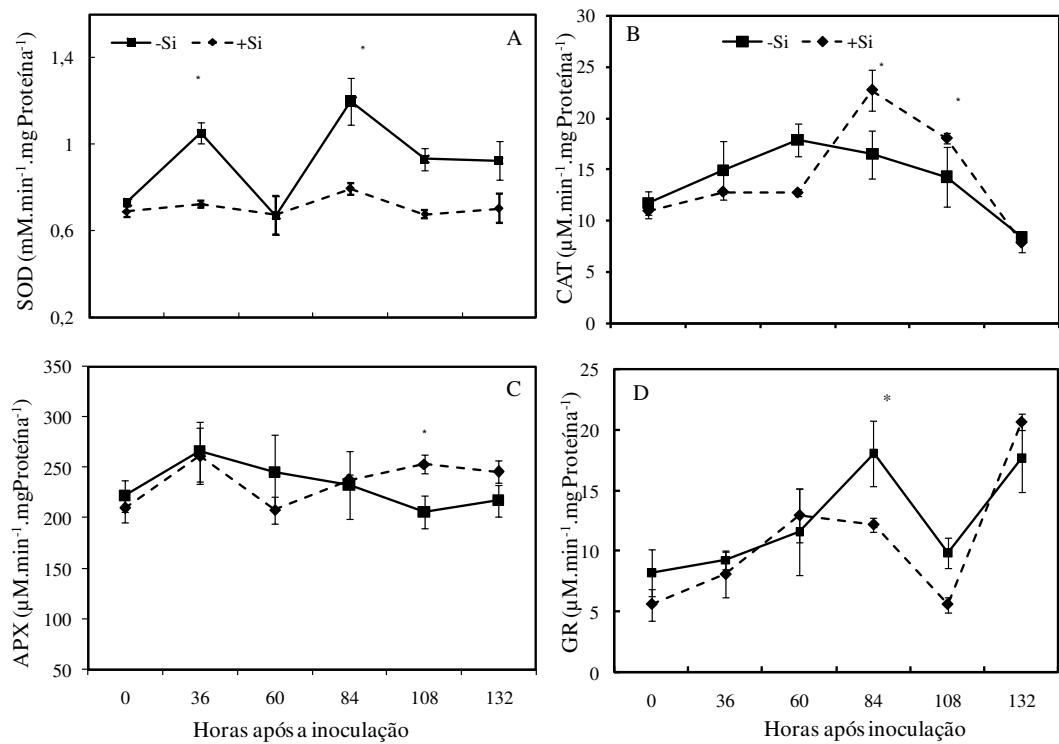 A
-Si +Si
*
*
1,4
1
0,6
0,2
SOD (mM.min⁻¹.mg Proteína⁻¹)
B
-Si +Si
*
*
30
25
20
15
10
5
0
CAT (µM.min⁻¹.mg Proteína⁻¹)
C
*
350
300
250
200
150
100
50
APX (µM.min⁻¹.mgProteína⁻¹)
0 36 60 84 108 132
Horas após a inoculação
D
*
25
20
15
10
5
0
GR (µM.min⁻¹.mg Proteína⁻¹)
0 36 60 84 108 132
Horas após inoculação